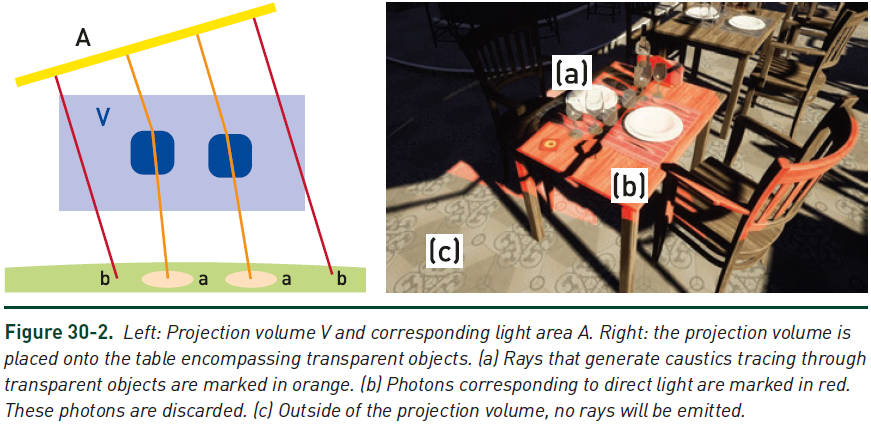 A
V
b
a
a
b
(a)
(b)
(c)
Figure 30-2. Left: Projection volume V and corresponding light area A. Right: the projection volume is
placed onto the table encompassing transparent objects. (a) Rays that generate caustics tracing through
transparent objects are marked in orange. (b) Photons corresponding to direct light are marked in red.
These photons are discarded. (c) Outside of the projection volume, no rays will be emitted.